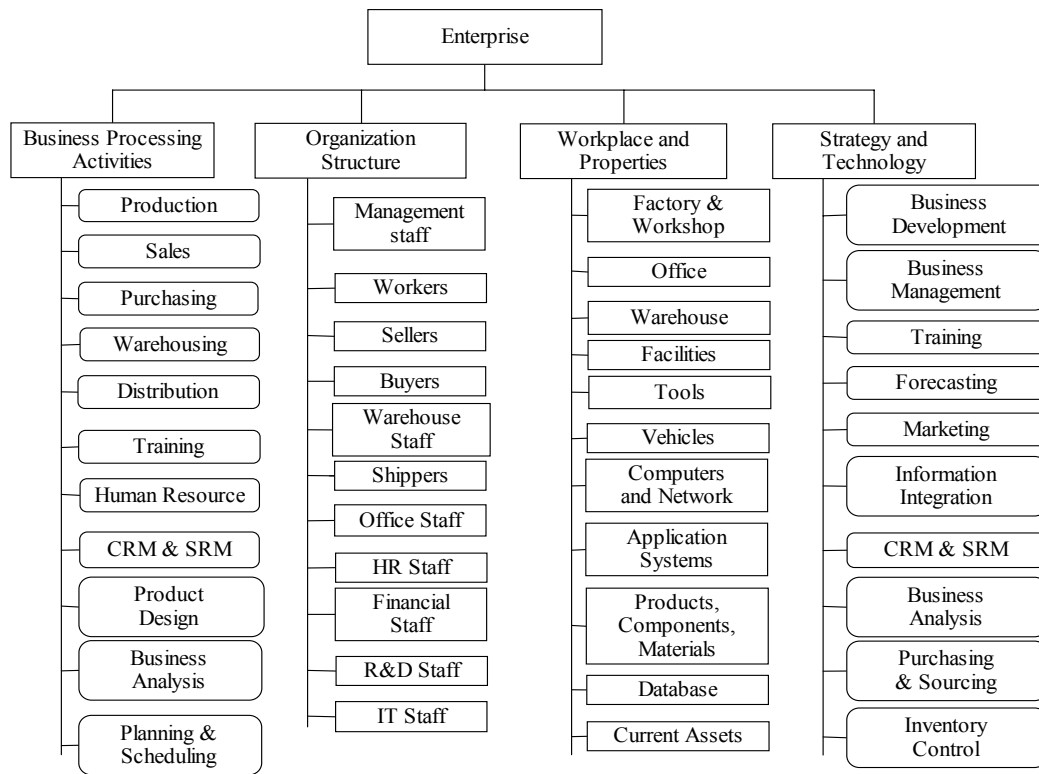 Enterprise
Business Processing
Activities
Production
Sales
Purchasing
Warehousing
Distribution
Training
Human Resource
CRM & SRM
Product
Design
Business
Analysis
Planning &
Scheduling
Organization
Structure
Management
staff
Workers
Sellers
Buyers
Warehouse
Staff
Shippers
Office Staff
HR Staff
Financial
Staff
R&D Staff
IT Staff
Workplace and
Properties
Factory &
Workshop
Office
Warehouse
Facilities
Tools
Vehicles
Computers
and Network
Application
Systems
Products,
Components,
Materials
Database
Current Assets
Strategy and
Technology
Business
Development
Business
Management
Training
Forecasting
Marketing
Information
Integration
CRM & SRM
Business
Analysis
Purchasing
& Sourcing
Inventory
Control